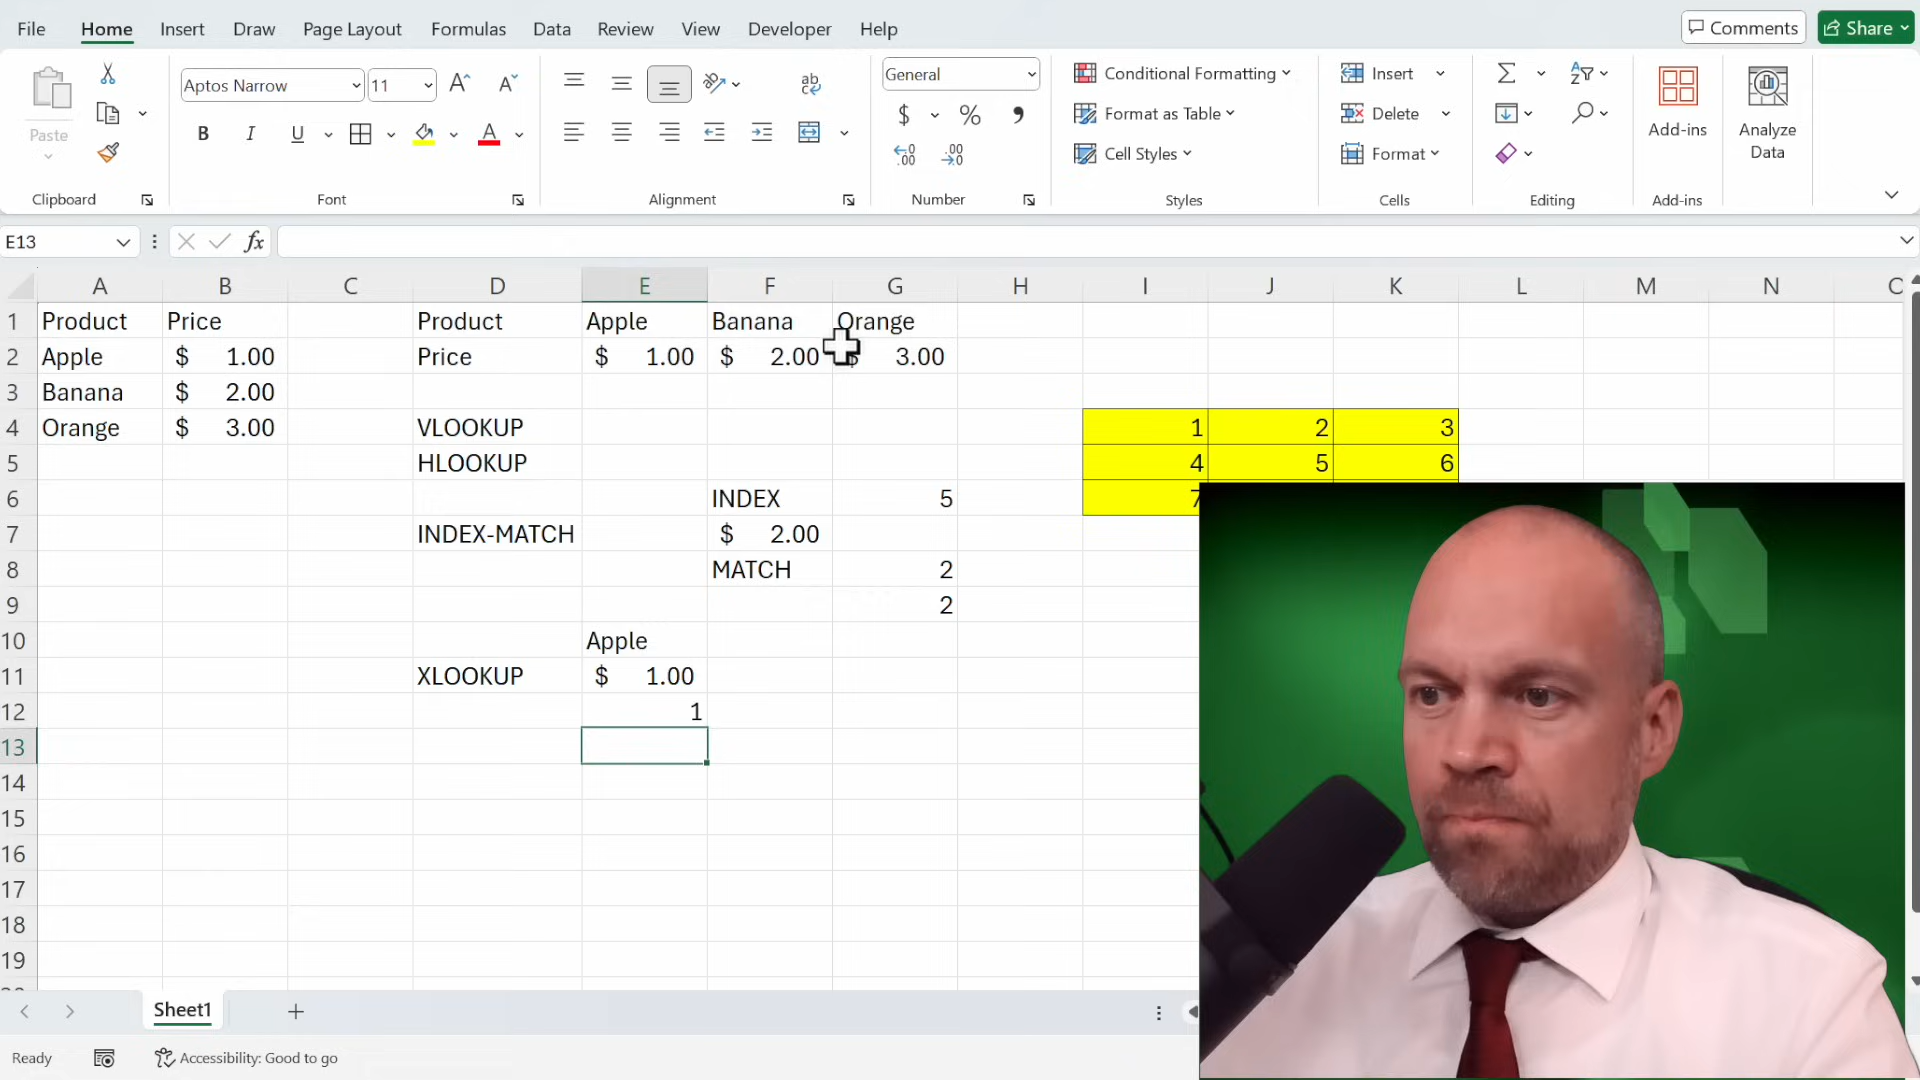 File Home Insert Draw Page Layout Formulas Data Review View Developer Help Comments Share
Paste
Clipboard
Aptos Narrow 11
B I U A
Font
ab
Alignment
General
$ % ,
.00 .00
Number
Conditional Formatting
Format as Table
Cell Styles
Styles
Insert
Delete
Format
Cells
Editing
Add-ins
Add-ins
Analyze Data
E13 fx
A B C D E F G H I J K L M N
1 Product Price Product Apple Banana Orange
2 Apple $ 1.00 Price $ 1.00 $ 2.00 $ 3.00
3 Banana $ 2.00
4 Orange $ 3.00 VLOOKUP 1 2 3
5 HLOOKUP 4 5 6
6 INDEX 5 7
7 INDEX-MATCH $ 2.00
8 MATCH 2
9 2
10 Apple
11 XLOOKUP $ 1.00
12 1
13
14
15
16
17
18
19
Sheet1
Ready Accessibility: Good to go